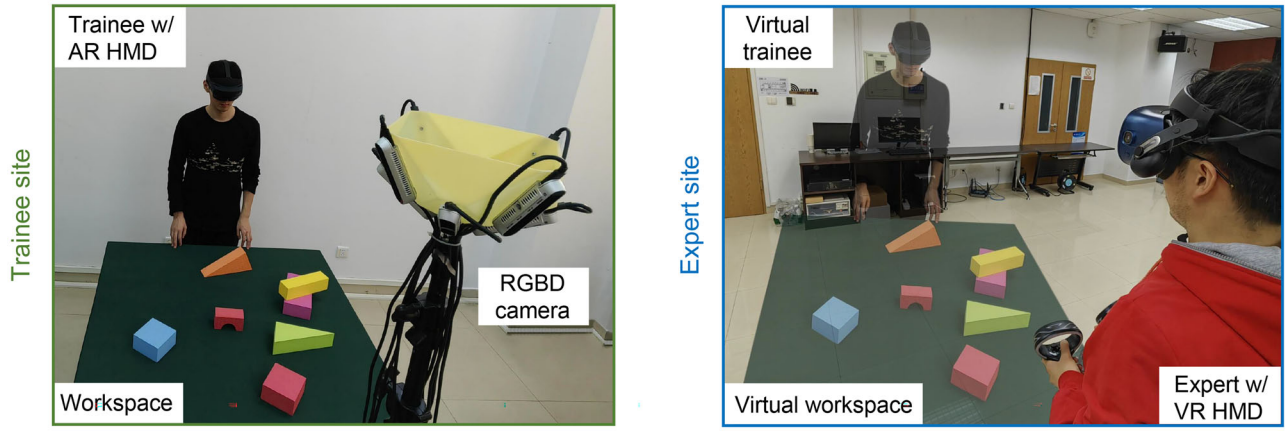 Trainee site
Trainee w/
AR HMD
RGBD
camera
Workspace
Expert site
Virtual
trainee
Virtual workspace
Expert w/
VR HMD